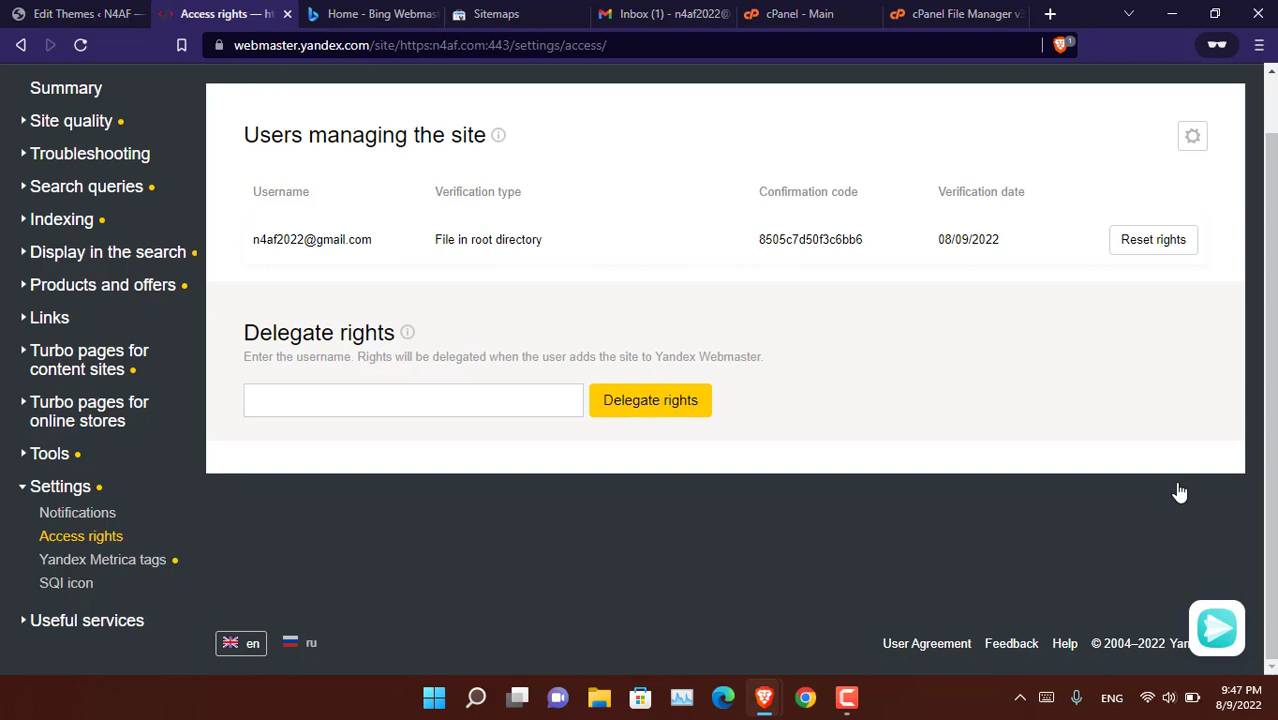 Edit Themes ‹ N4AF —
Access rights — h
Home - Bing Webmast
Sitemaps
Inbox (1) - n4af2022@
cPanel - Main
cPanel File Manager v
webmaster.yandex.com/site/https:n4af.com:443/settings/access/
1
Summary
Site quality
Troubleshooting
Search queries
Indexing
Display in the search
Products and offers
Links
Turbo pages for
content sites
Turbo pages for
online stores
Tools
Settings
Notifications
Access rights
Yandex Metrica tags
SQI icon
Useful services
Users managing the site
Username Verification type Confirmation code Verification date
n4af2022@gmail.com File in root directory 8505c7d50f3c6bb6 08/09/2022 Reset rights
Delegate rights
Enter the username. Rights will be delegated when the user adds the site to Yandex Webmaster.
Delegate rights
en ru
User Agreement Feedback Help © 2004–2022 Yan
ENG
9:47 PM
8/9/2022